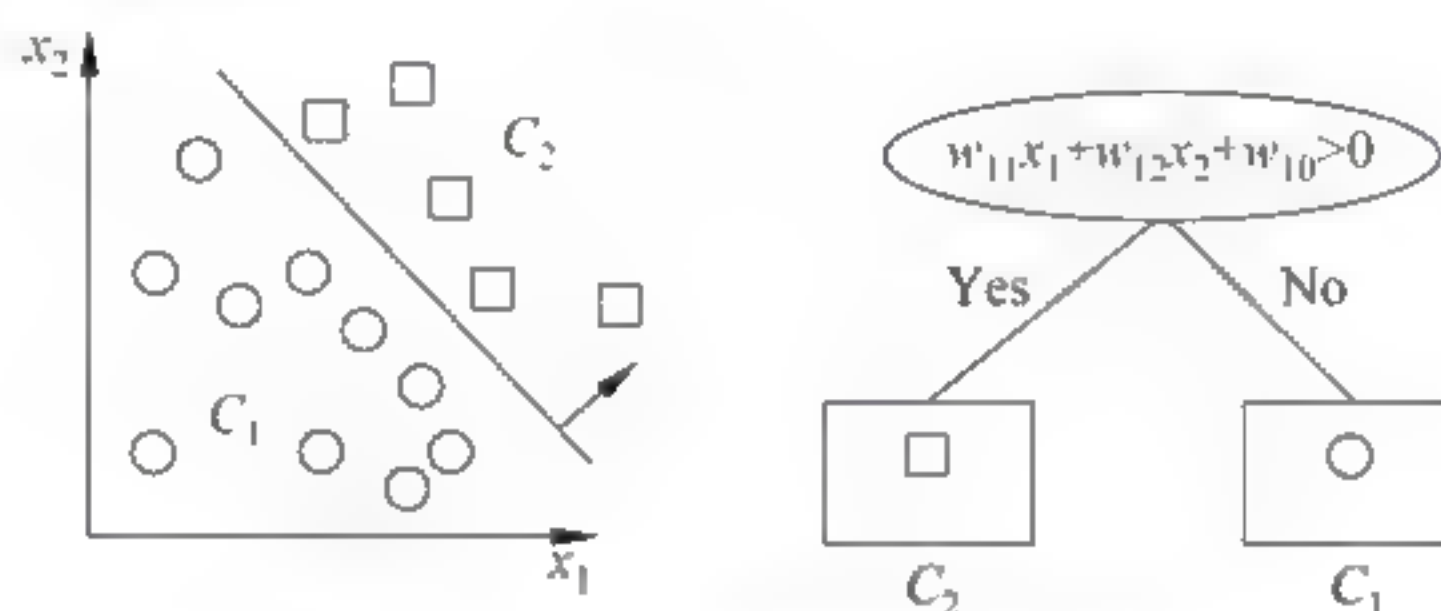 x₂
C₂
C₁
x₁
w₁₁x₁+w₁₂x₂+w₁₀>0
Yes No
C₂ C₁